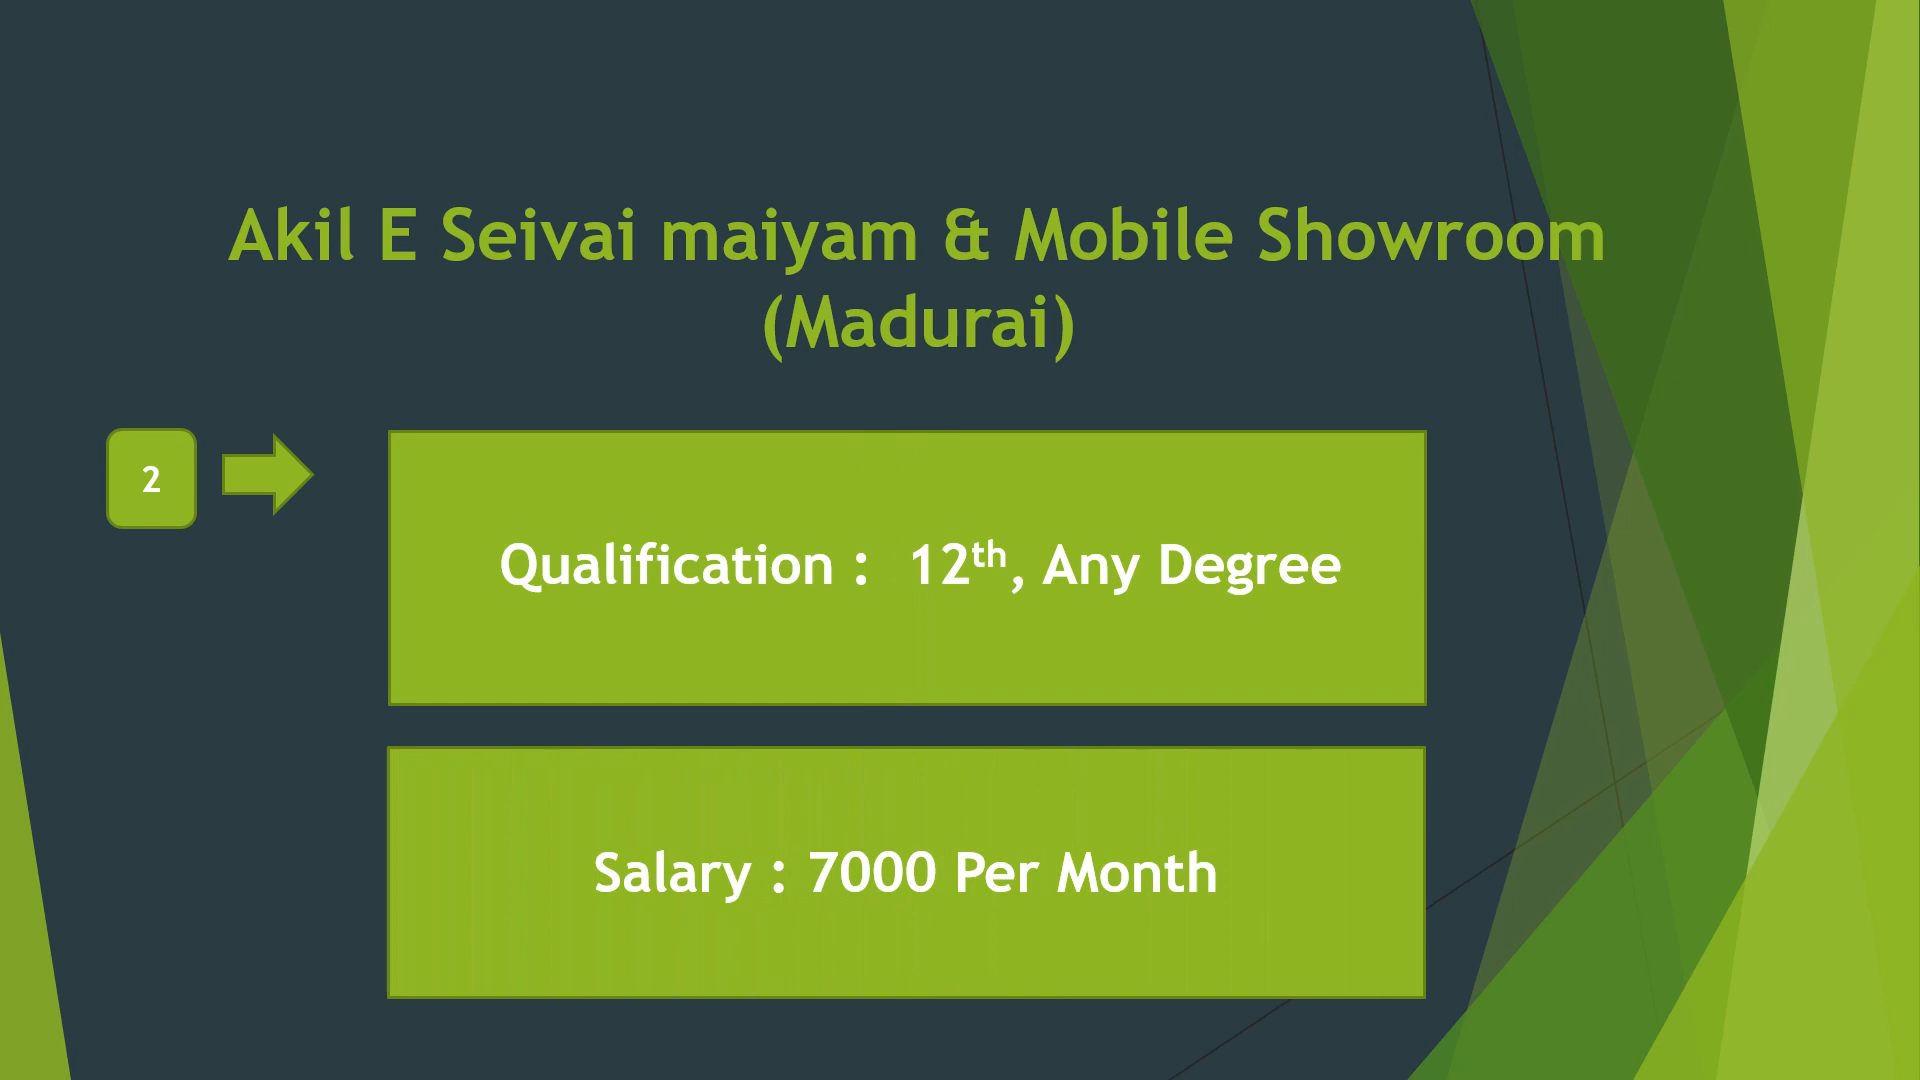 Akil E Seivai maiyam & Mobile Showroom
(Madurai)
2
Qualification :  12th, Any Degree
Salary : 7000 Per Month